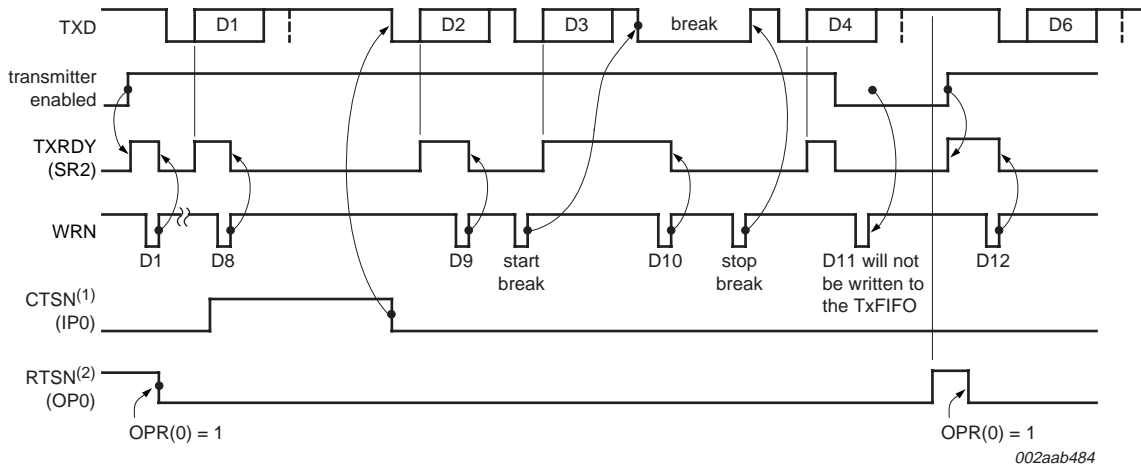 TXD
D1
D2
D3
break
D4
D6
transmitter
enabled
TXRDY
(SR2)
WRN
D1
D8
D9
start
break
D10
stop
break
D11 will not
be written to
the TxFIFO
D12
CTSN(1)
(IP0)
RTSN(2)
(OP0)
OPR(0) = 1
OPR(0) = 1
002aab484